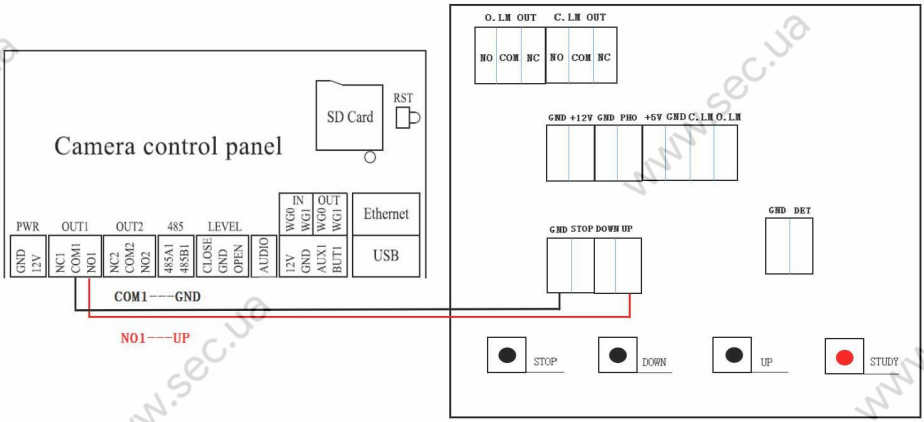 O.LM OUT C.LM OUT
NO COM NC NO COM NC
SD Card
RST
Camera control panel
GND +12V GND PHO +5V GND C.LM O.LM
IN OUT
WG0 WG1 WG0 WG1
Ethernet
PWR OUT1 OUT2 485 LEVEL
GND 12V NC1 COM1 NO1 NC2 COM2 NO2 485A1 485B1 CLOSE GND OPEN AUDIO 12V GND AUX1 BUT1
USB
GND DET
GND STOP DOWN UP
COM1---GND
NO1---UP
STOP DOWN UP STUDY
www.sec.ua
www.sec.ua